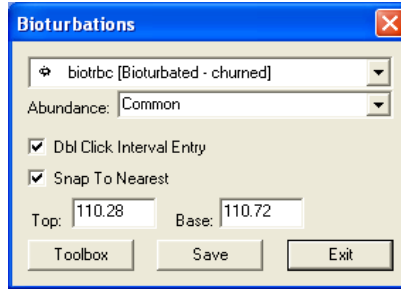 Bioturbations
biotrbc [Bioturbated - churned]
Abundance: Common
Dbl Click Interval Entry
Snap To Nearest
Top: 110.28 Base: 110.72
Toolbox Save Exit